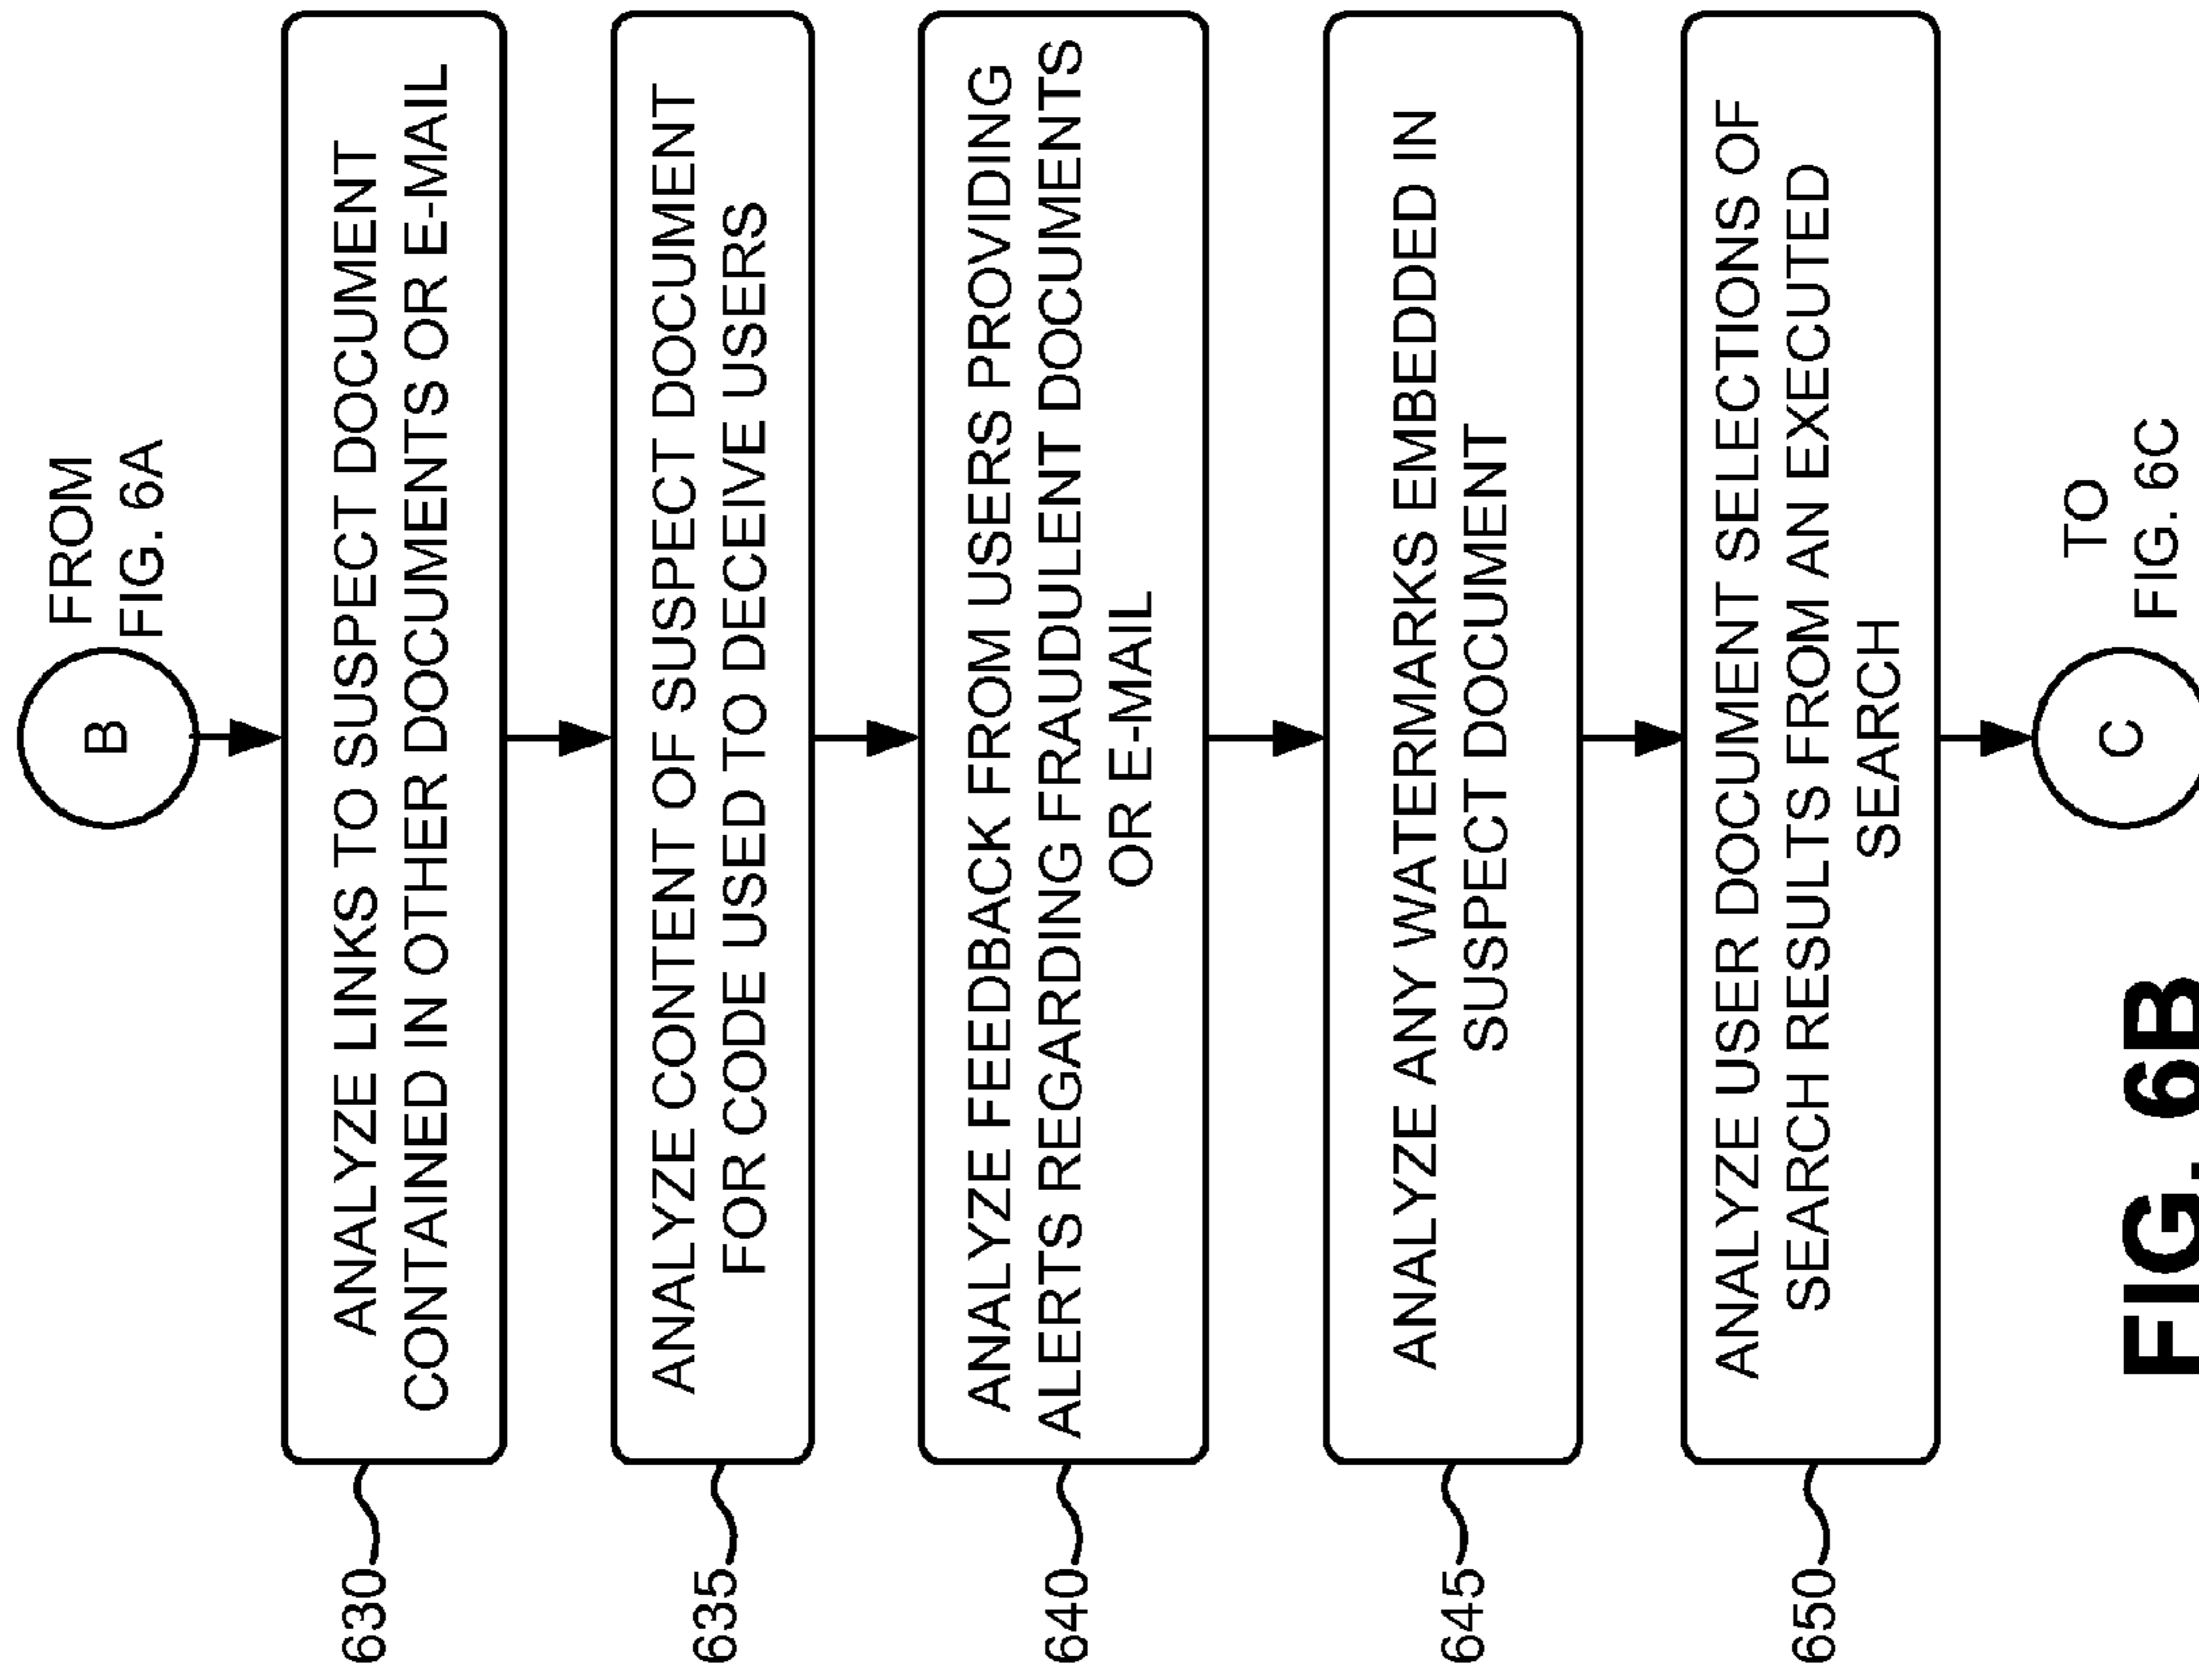 B
FROM
FIG. 6A
630
ANALYZE LINKS TO SUSPECT DOCUMENT
CONTAINED IN OTHER DOCUMENTS OR E-MAIL
635
ANALYZE CONTENT OF SUSPECT DOCUMENT
FOR CODE USED TO DECEIVE USERS
640
ANALYZE FEEDBACK FROM USERS PROVIDING
ALERTS REGARDING FRAUDULENT DOCUMENTS
OR E-MAIL
645
ANALYZE ANY WATERMARKS EMBEDDED IN
SUSPECT DOCUMENT
650
ANALYZE USER DOCUMENT SELECTIONS OF
SEARCH RESULTS FROM AN EXECUTED
SEARCH
C
TO
FIG. 6C
FIG. 6B